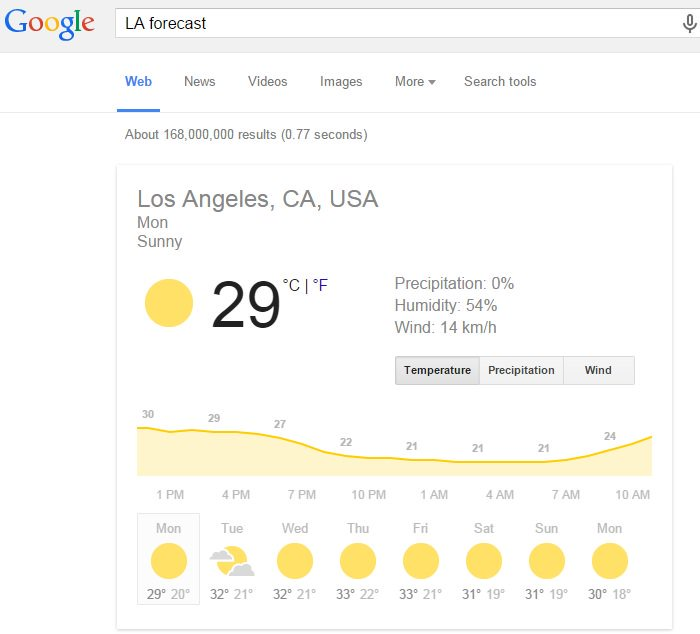 Google
LA forecast
Web News Videos Images More Search tools
About 168,000,000 results (0.77 seconds)
Los Angeles, CA, USA
Mon
Sunny
29 °C | °F
Precipitation: 0%
Humidity: 54%
Wind: 14 km/h
Temperature Precipitation Wind
30 29 27 22 21 21 21 24
1 PM 4 PM 7 PM 10 PM 1 AM 4 AM 7 AM 10 AM
Mon Tue Wed Thu Fri Sat Sun Mon
29° 20° 32° 21° 32° 21° 33° 22° 33° 21° 31° 19° 31° 19° 30° 18°